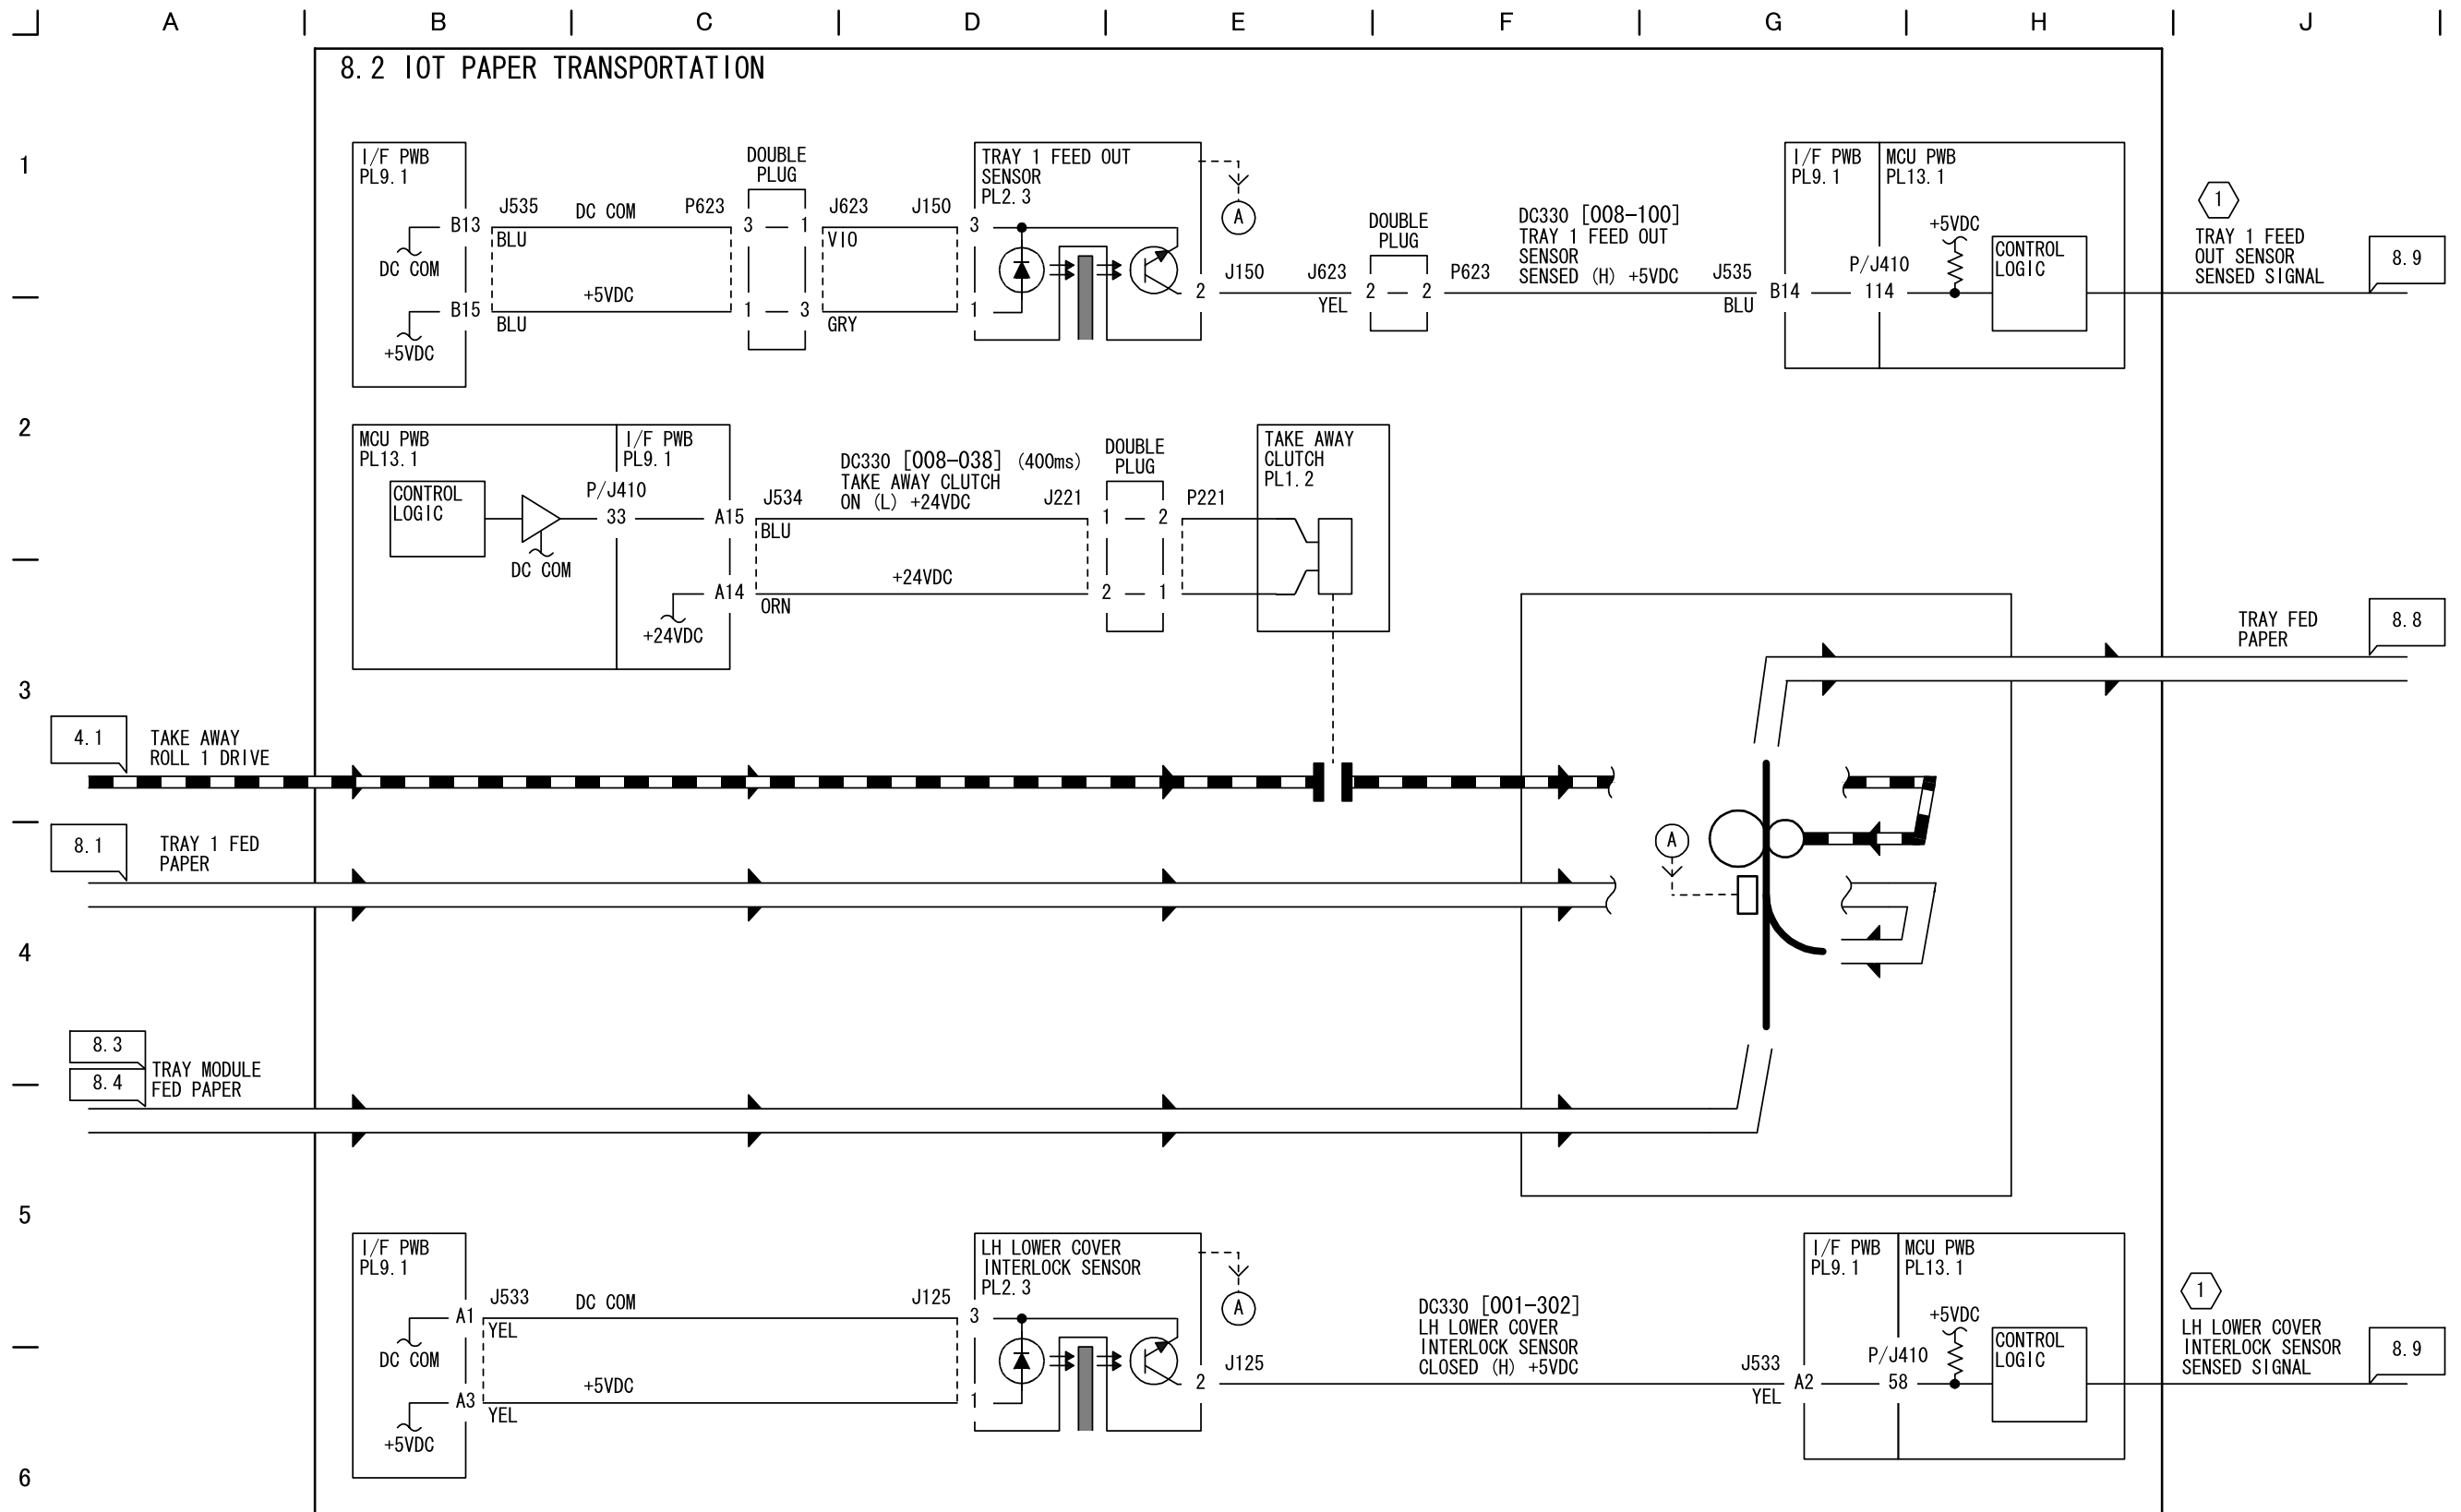 A B C D E F G H J
8.2 IOT PAPER TRANSPORTATION
1
I/F PWB
PL9.1
B13
DC COM
B15
+5VDC
J535
BLU
DC COM
+5VDC
BLU
P623
DOUBLE
PLUG
3 1
1 3
J623
VIO
GRY
J150
TRAY 1 FEED OUT
SENSOR
PL2.3
3
1
2
A
J150
J623
YEL
DOUBLE
PLUG
2 2
P623
DC330 [008-100]
TRAY 1 FEED OUT
SENSOR
SENSED (H) +5VDC
J535
BLU
I/F PWB
PL9.1
B14
P/J410
114
MCU PWB
PL13.1
+5VDC
CONTROL
LOGIC
1
TRAY 1 FEED
OUT SENSOR
SENSED SIGNAL
8.9
2
MCU PWB
PL13.1
CONTROL
LOGIC
DC COM
P/J410
33
I/F PWB
PL9.1
A15
A14
+24VDC
J534
BLU
ORN
DC330 [008-038] (400ms)
TAKE AWAY CLUTCH
ON (L) +24VDC
+24VDC
J221
DOUBLE
PLUG
1 2
2 1
P221
TAKE AWAY
CLUTCH
PL1.2
TRAY FED
PAPER
8.8
3
4.1
TAKE AWAY
ROLL 1 DRIVE
8.1
TRAY 1 FED
PAPER
A
4
8.3
8.4
TRAY MODULE
FED PAPER
5
I/F PWB
PL9.1
A1
DC COM
A3
+5VDC
J533
YEL
DC COM
+5VDC
YEL
J125
LH LOWER COVER
INTERLOCK SENSOR
PL2.3
3
1
2
A
J125
DC330 [001-302]
LH LOWER COVER
INTERLOCK SENSOR
CLOSED (H) +5VDC
J533
YEL
I/F PWB
PL9.1
A2
P/J410
58
MCU PWB
PL13.1
+5VDC
CONTROL
LOGIC
1
LH LOWER COVER
INTERLOCK SENSOR
SENSED SIGNAL
8.9
6